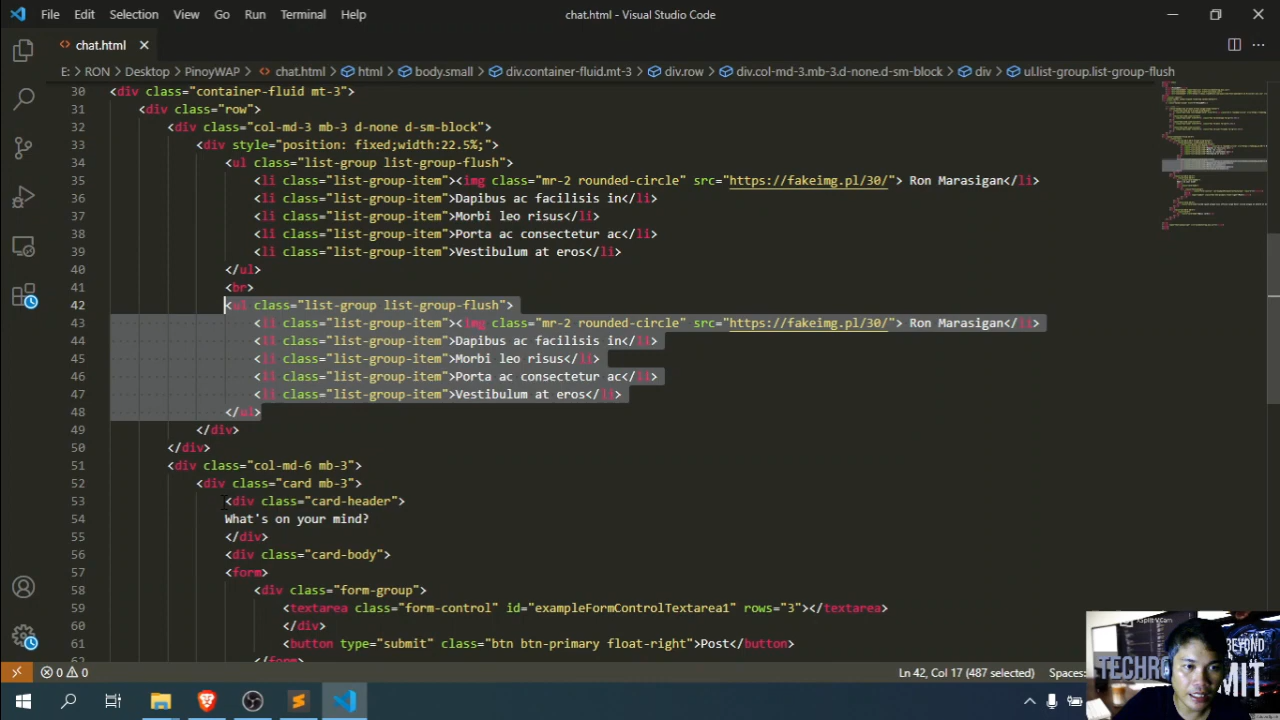 File Edit Selection View Go Run Terminal Help
chat.html - Visual Studio Code
chat.html
E: > RON > Desktop > PinoyWAP > chat.html > html > body.small > div.container-fluid.mt-3 > div.row > div.col-md-3.mb-3.d-none.d-sm-block > div > ul.list-group.list-group-flush
30 <div class="container-fluid mt-3">
31 <div class="row">
32 <div class="col-md-3 mb-3 d-none d-sm-block">
33 <div style="position: fixed;width:22.5%;">
34 <ul class="list-group list-group-flush">
35 <li class="list-group-item"><img class="mr-2 rounded-circle" src="https://fakeimg.pl/30/"> Ron Marasigan</li>
36 <li class="list-group-item">Dapibus ac facilisis in</li>
37 <li class="list-group-item">Morbi leo risus</li>
38 <li class="list-group-item">Porta ac consectetur ac</li>
39 <li class="list-group-item">Vestibulum at eros</li>
40 </ul>
41 <br>
42 <ul class="list-group list-group-flush">
43 <li class="list-group-item"><img class="mr-2 rounded-circle" src="https://fakeimg.pl/30/"> Ron Marasigan</li>
44 <li class="list-group-item">Dapibus ac facilisis in</li>
45 <li class="list-group-item">Morbi leo risus</li>
46 <li class="list-group-item">Porta ac consectetur ac</li>
47 <li class="list-group-item">Vestibulum at eros</li>
48 </ul>
49 </div>
50 </div>
51 <div class="col-md-6 mb-3">
52 <div class="card mb-3">
53 <div class="card-header">
54 What's on your mind?
55 </div>
56 <div class="card-body">
57 <form>
58 <div class="form-group">
59 <textarea class="form-control" id="exampleFormControlTextarea1" rows="3"></textarea>
60 </div>
61 <button type="submit" class="btn btn-primary float-right">Post</button>
62 </form>
XSplit VCam
BEYOND
TECHRO
MIT
0 0
Ln 42, Col 17 (487 selected)
Spaces: